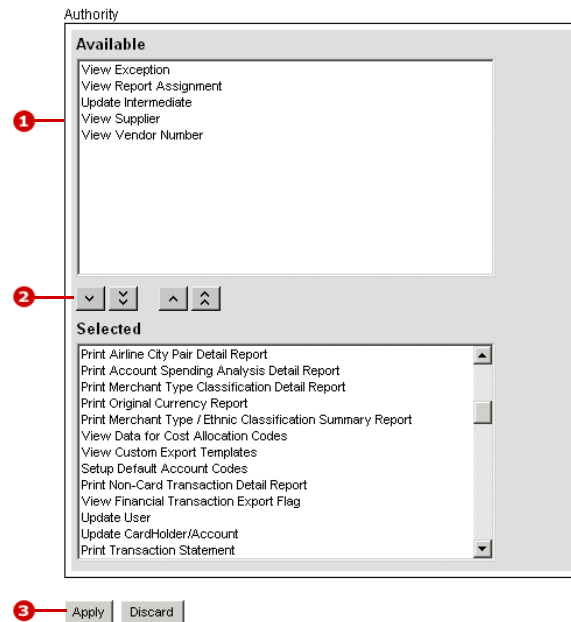 Authority
Available
View Exception
View Report Assignment
Update Intermediate
View Supplier
View Vendor Number
1
2
Selected
Print Airline City Pair Detail Report
Print Account Spending Analysis Detail Report
Print Merchant Type Classification Detail Report
Print Original Currency Report
Print Merchant Type / Ethnic Classification Summary Report
View Data for Cost Allocation Codes
View Custom Export Templates
Setup Default Account Codes
Print Non-Card Transaction Detail Report
View Financial Transaction Export Flag
Update User
Update CardHolder/Account
Print Transaction Statement
3 Apply Discard